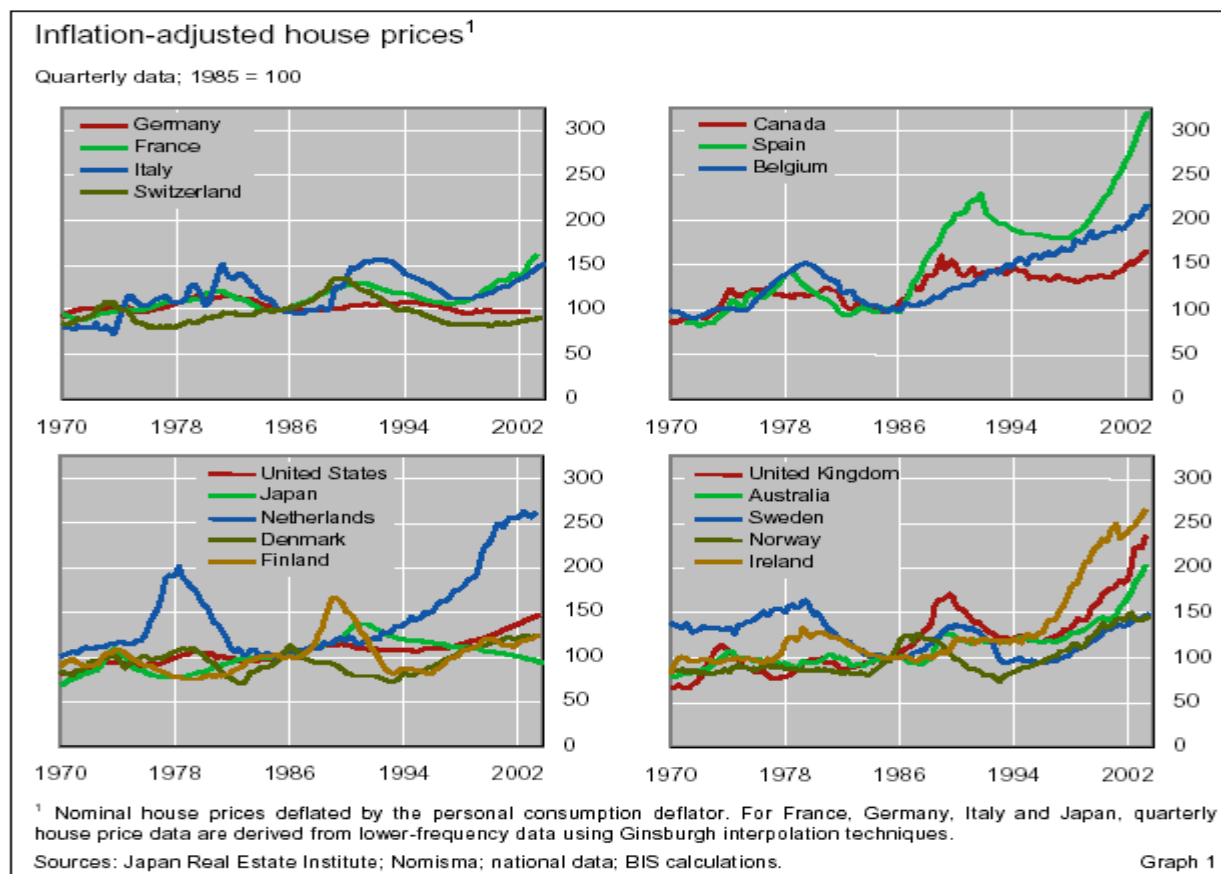 Inflation-adjusted house prices¹
Quarterly data; 1985 = 100
Germany
France
Italy
Switzerland
300
250
200
150
100
50
0
1970 1978 1986 1994 2002
Canada
Spain
Belgium
300
250
200
150
100
50
0
1970 1978 1986 1994 2002
United States
Japan
Netherlands
Denmark
Finland
300
250
200
150
100
50
0
1970 1978 1986 1994 2002
United Kingdom
Australia
Sweden
Norway
Ireland
300
250
200
150
100
50
0
1970 1978 1986 1994 2002
¹ Nominal house prices deflated by the personal consumption deflator. For France, Germany, Italy and Japan, quarterly
house price data are derived from lower-frequency data using Ginsburgh interpolation techniques.
Sources: Japan Real Estate Institute; Nomisma; national data; BIS calculations. Graph 1